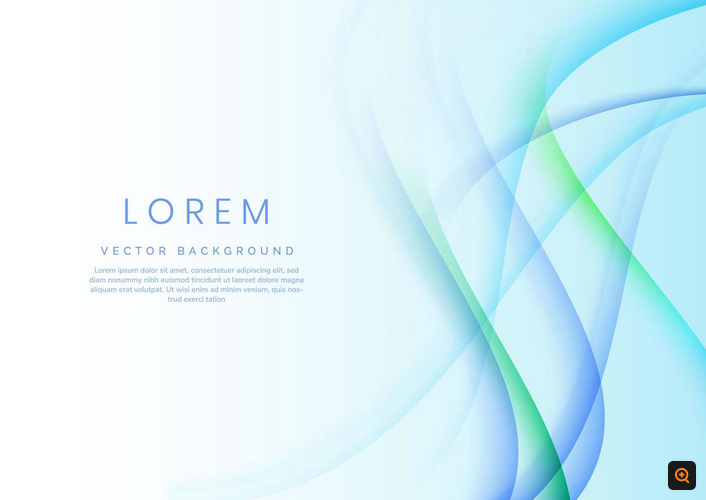 LOREM
VECTOR BACKGROUND
Lorem ipsum dolor sit amet, consectetuer adipiscing elit, sed
diam nonummy nibh euismod tincidunt ut laoreet dolore magna
aliquam erat volutpat. Ut wisi enim ad minim veniam, quis nos-
trud exerci tation